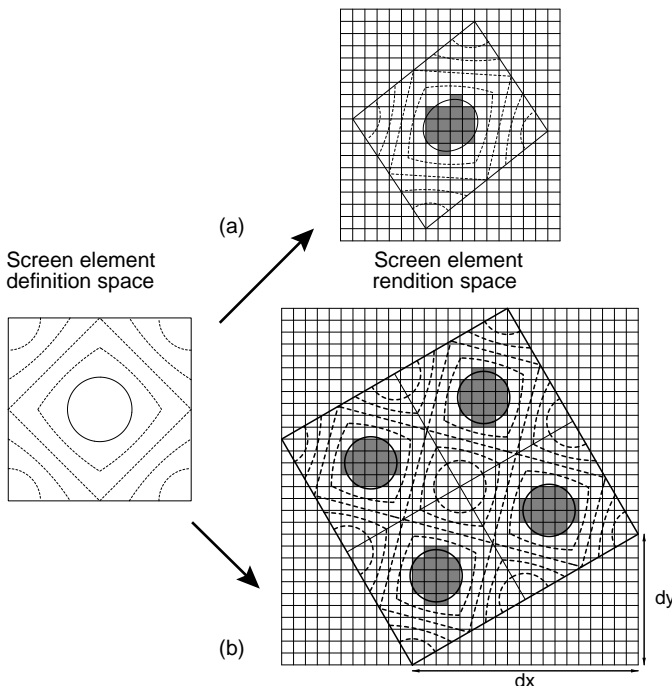 (a)
Screen element
definition space
Screen element
rendition space
dy
(b)
dx